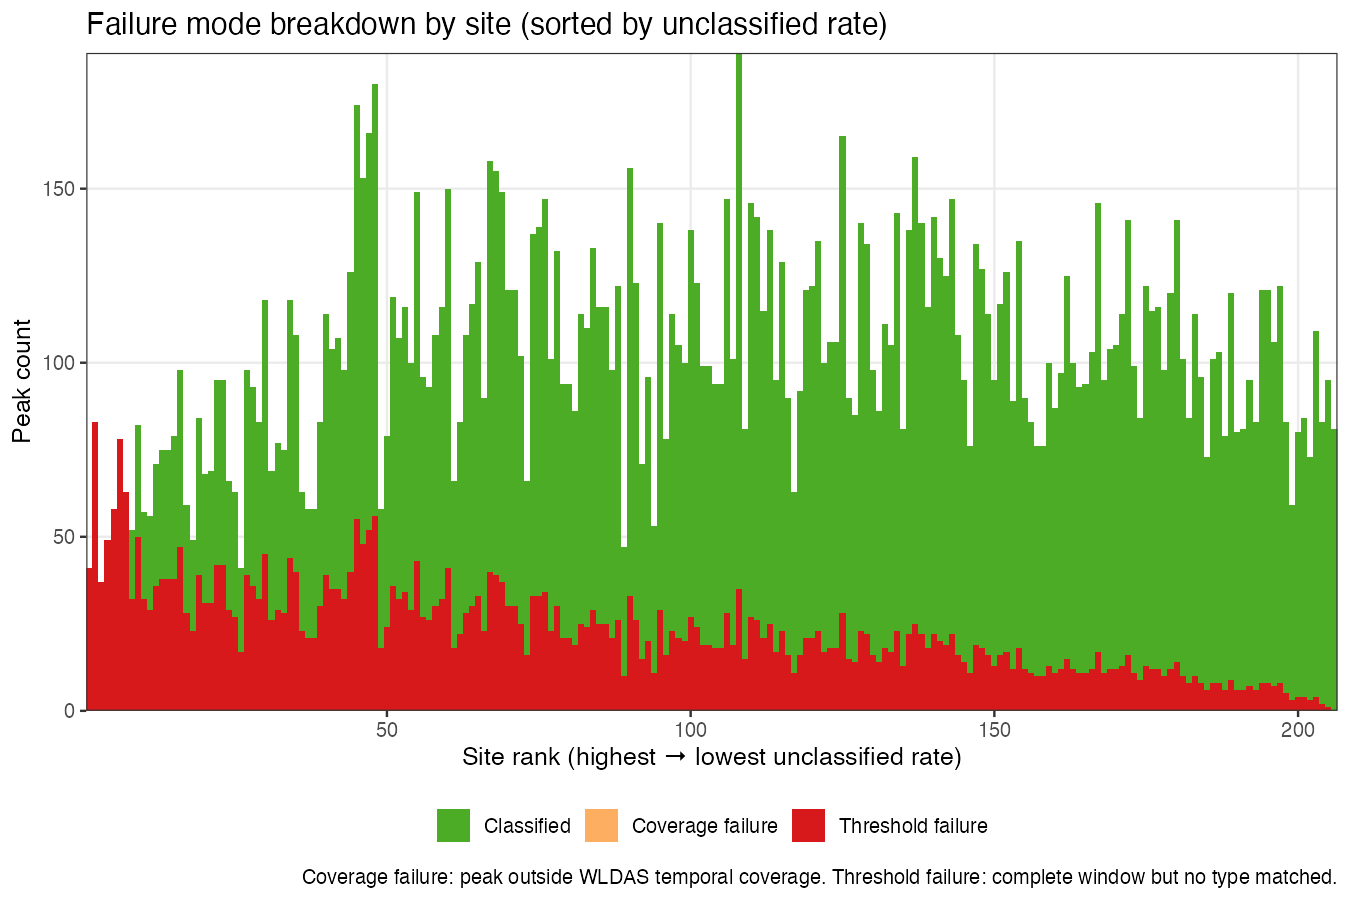 Failure mode breakdown by site (sorted by unclassified rate)
Peak count
150
100
50
0
50 100 150 200
Site rank (highest → lowest unclassified rate)
Classified Coverage failure Threshold failure
Coverage failure: peak outside WLDAS temporal coverage. Threshold failure: complete window but no type matched.